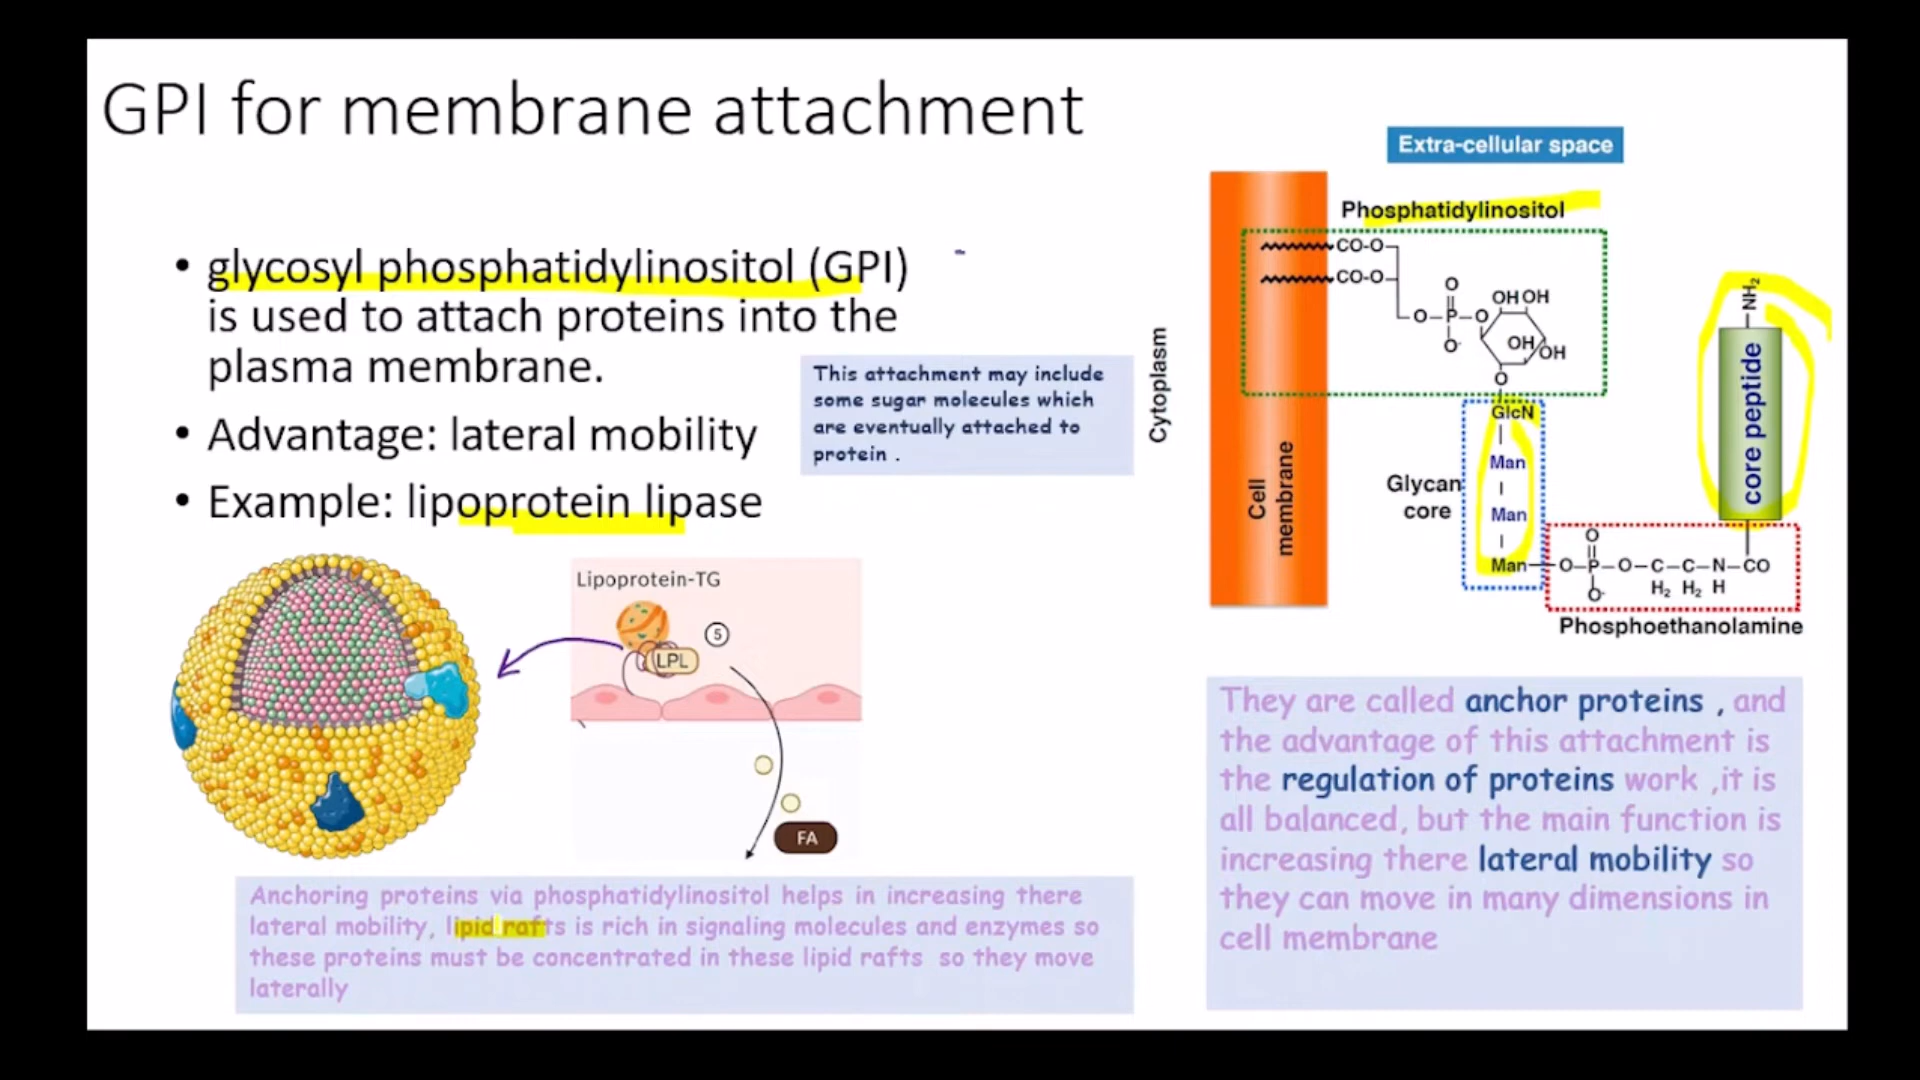 GPI for membrane attachment
• glycosyl phosphatidylinositol (GPI)
is used to attach proteins into the
plasma membrane.
• Advantage: lateral mobility
• Example: lipoprotein lipase
This attachment may include
some sugar molecules which
are eventually attached to
protein .
Lipoprotein-TG
5
LPL
FA
Anchoring proteins via phosphatidylinositol helps in increasing there
lateral mobility, lipid rafts is rich in signaling molecules and enzymes so
these proteins must be concentrated in these lipid rafts so they move
laterally
Extra-cellular space
Cytoplasm
Cell
membrane
Phosphatidylinositol
CO-O
CO-O
O
OH OH
O-P-O
O-
OH
OH
O
GlcN
Man
Man
Man
Glycan
core
NH2
core peptide
O
O-P-O-C-C-N-CO
O- H2 H2 H
Phosphoethanolamine
They are called anchor proteins , and
the advantage of this attachment is
the regulation of proteins work ,it is
all balanced, but the main function is
increasing there lateral mobility so
they can move in many dimensions in
cell membrane